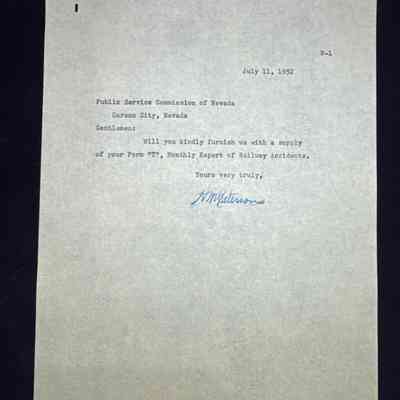 R-1
July 11, 1952
Public Service Commission of Nevada
Carson City, Nevada
Gentlemen:
Will you kindly furnish us with a supply
of your Form "T", Monthly Report of Railway Accidents.
Yours very truly,